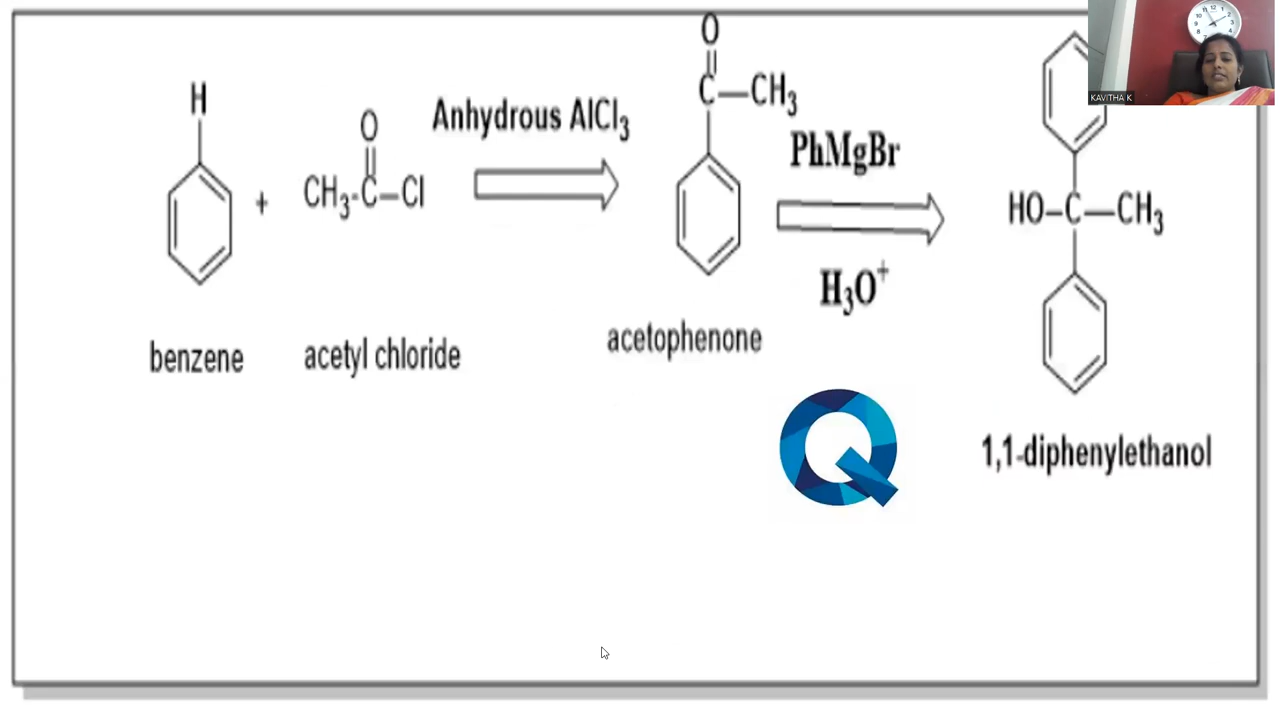 H
+
O
CH3-C-Cl
Anhydrous AlCl3
O
C-CH3
PhMgBr
H3O+
HO-C-CH3
benzene
acetyl chloride
acetophenone
1,1-diphenylethanol
Q
KAVITHA K